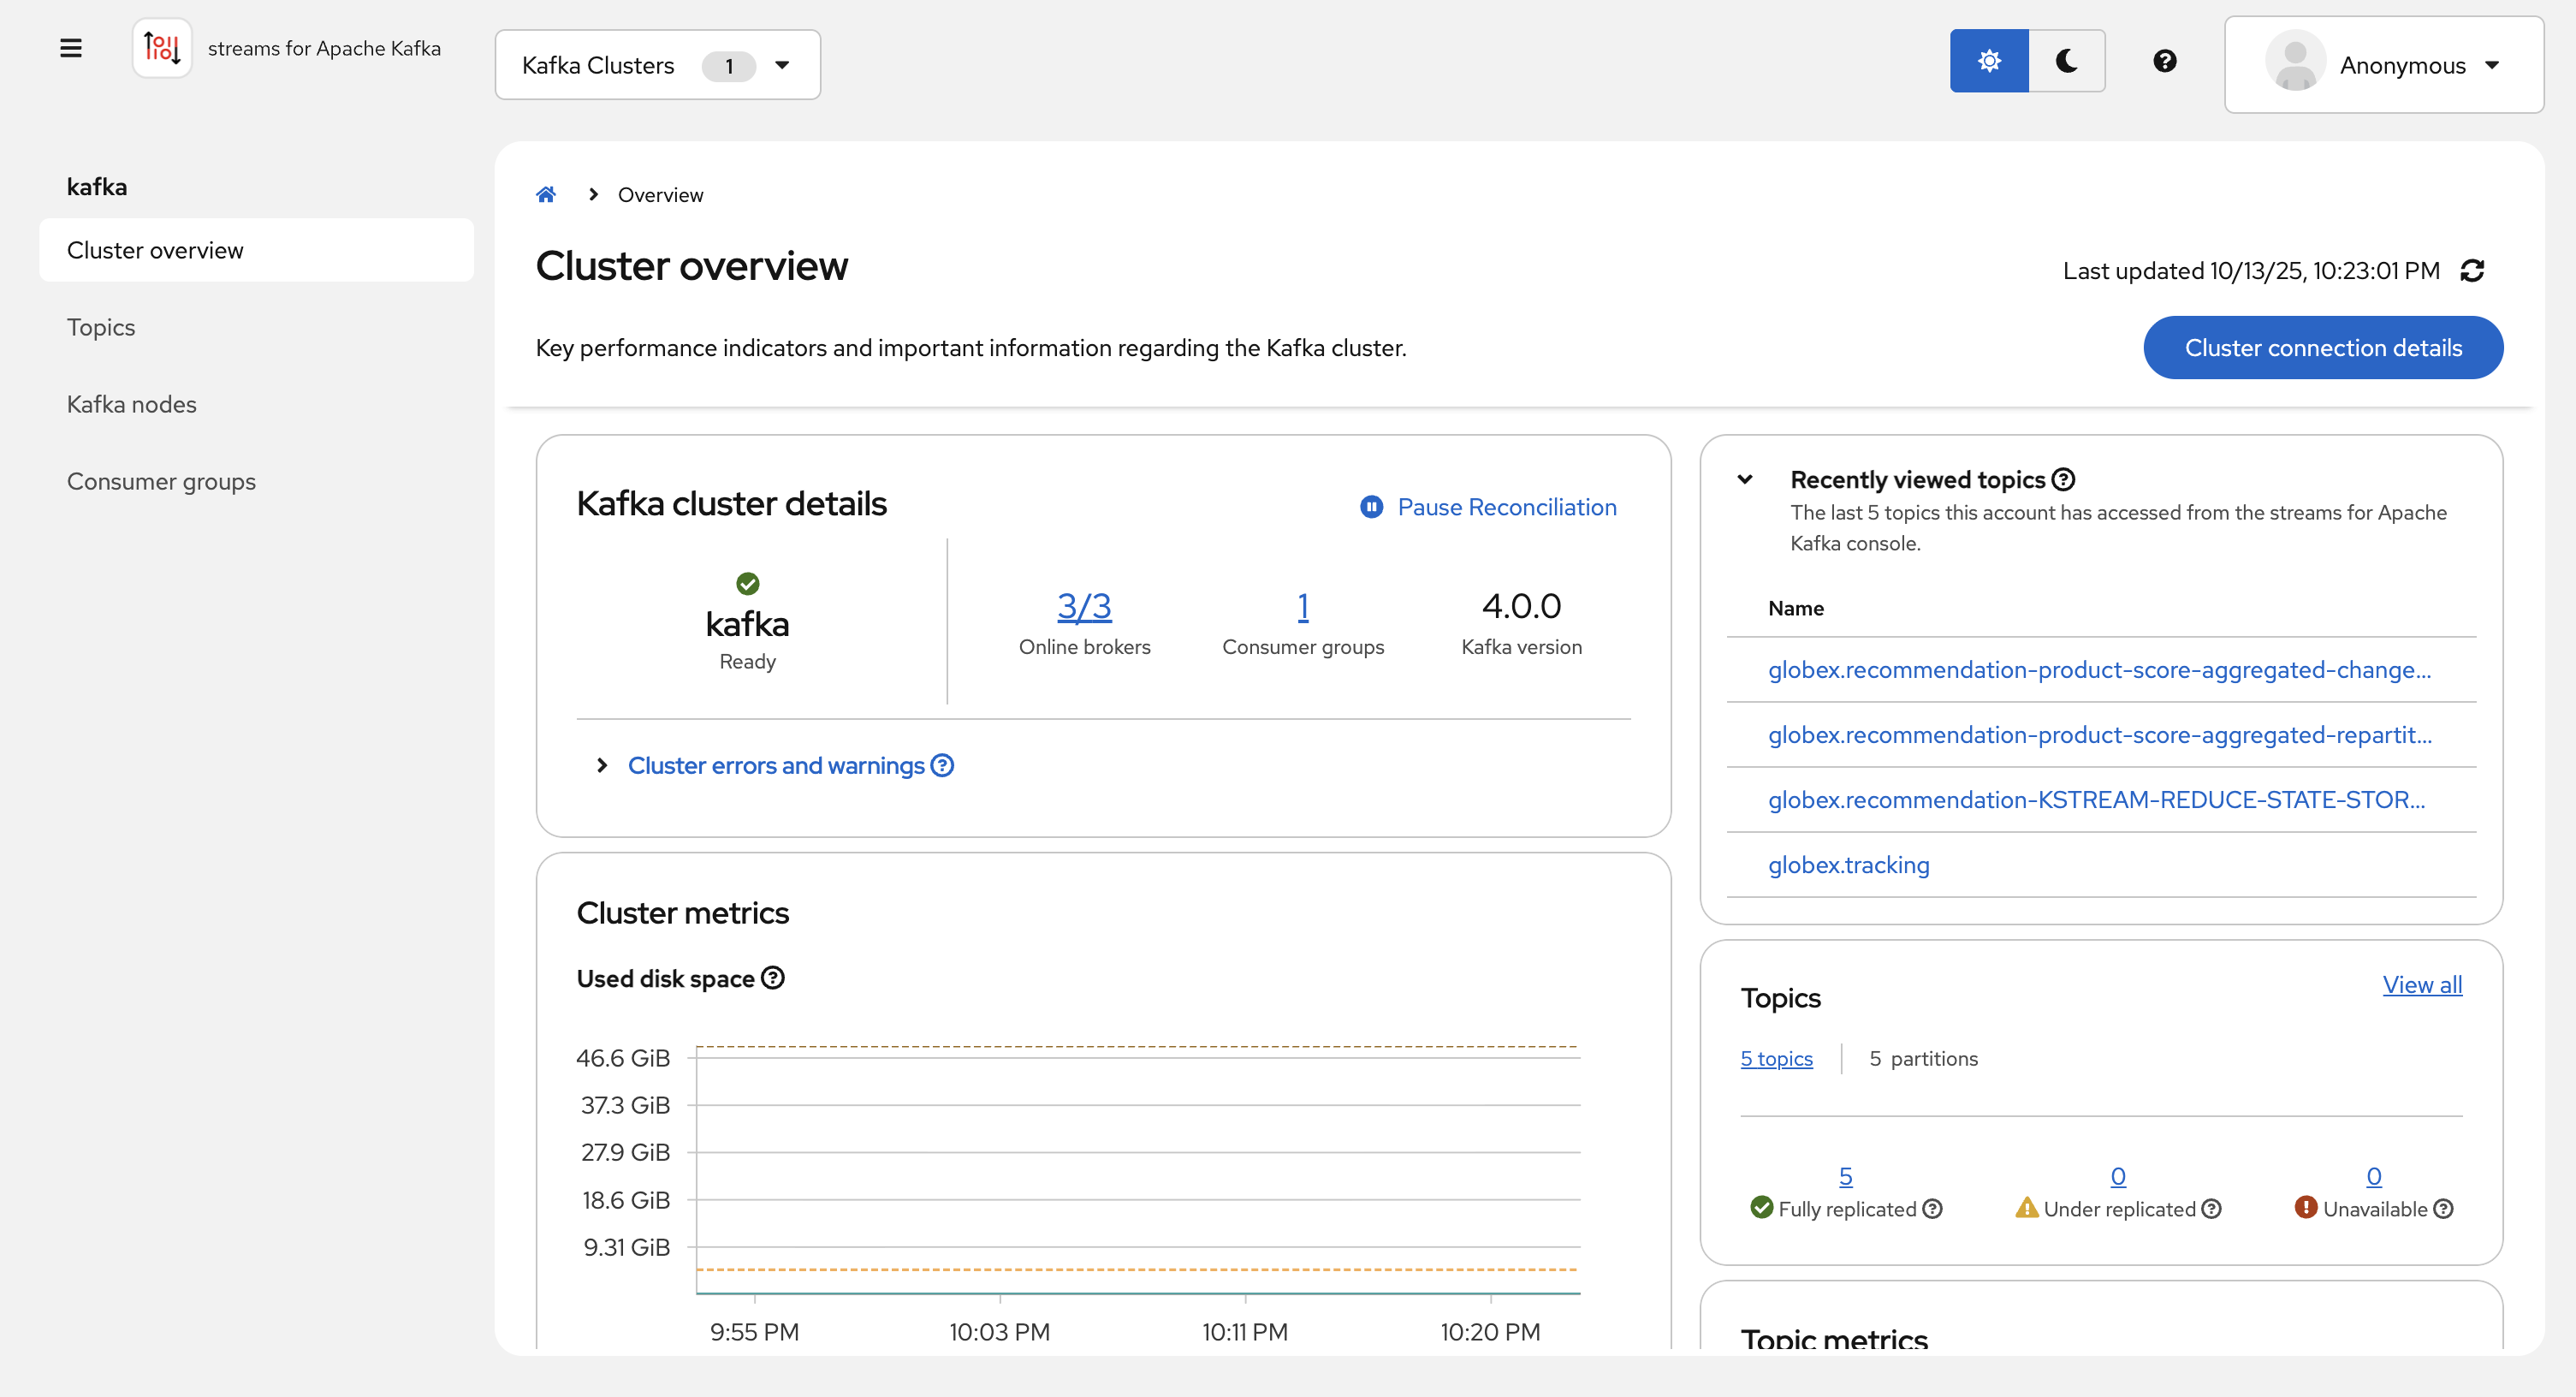 streams for Apache Kafka
Kafka Clusters 1
Anonymous
kafka
Cluster overview
Topics
Kafka nodes
Consumer groups
Overview
Cluster overview
Last updated 10/13/25, 10:23:01 PM
Key performance indicators and important information regarding the Kafka cluster.
Cluster connection details
Kafka cluster details
Pause Reconciliation
kafka
Ready
3/3
Online brokers
1
Consumer groups
4.0.0
Kafka version
Cluster errors and warnings
Cluster metrics
Used disk space
46.6 GiB
37.3 GiB
27.9 GiB
18.6 GiB
9.31 GiB
9:55 PM 10:03 PM 10:11 PM 10:20 PM
Recently viewed topics
The last 5 topics this account has accessed from the streams for Apache
Kafka console.
Name
globex.recommendation-product-score-aggregated-change...
globex.recommendation-product-score-aggregated-repartit...
globex.recommendation-KSTREAM-REDUCE-STATE-STOR...
globex.tracking
Topics
View all
5 topics
5 partitions
5
Fully replicated
0
Under replicated
0
Unavailable
Topic metrics